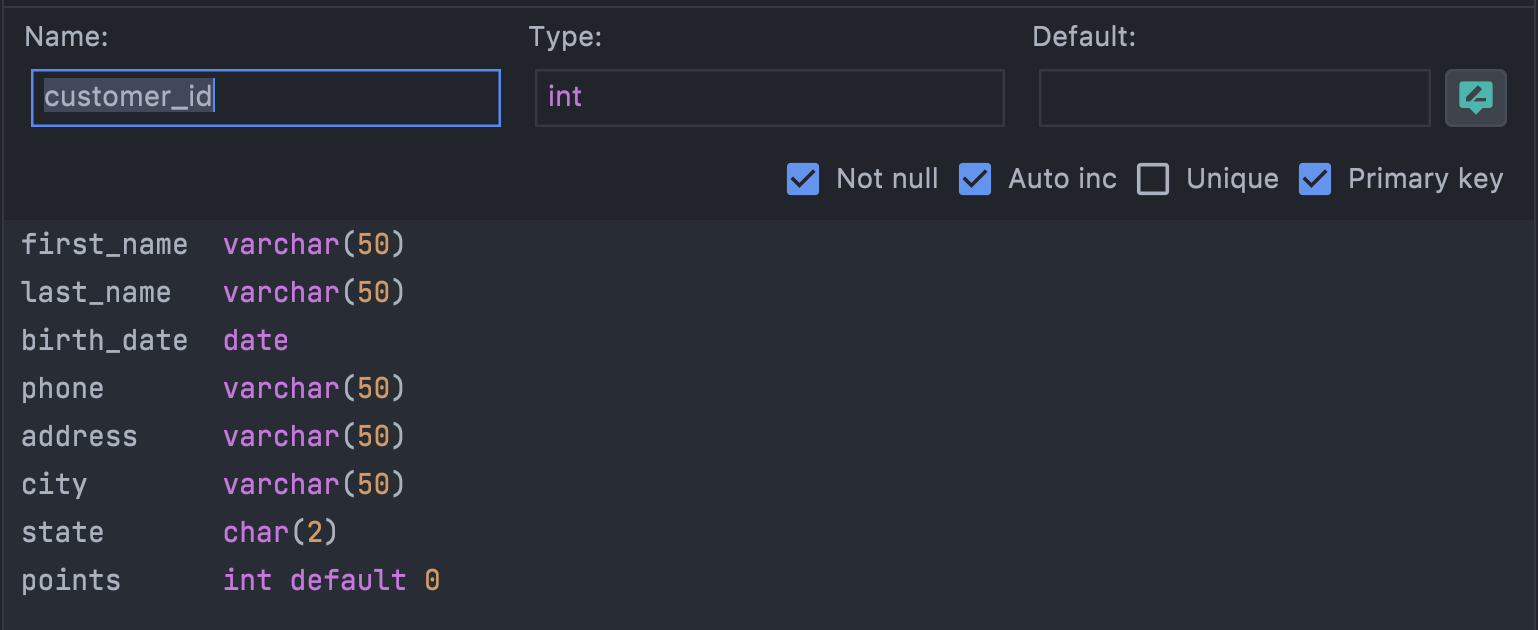 Name: Type: Default:
customer_id int
Not null Auto inc Unique Primary key
first_name varchar(50)
last_name varchar(50)
birth_date date
phone varchar(50)
address varchar(50)
city varchar(50)
state char(2)
points int default 0